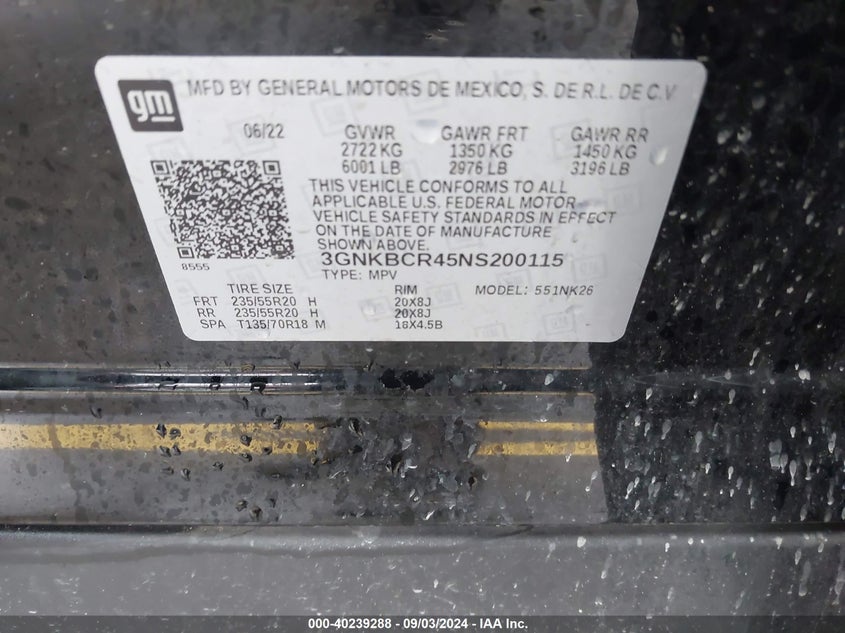 gm
MFD BY GENERAL MOTORS DE MEXICO, S. DE R.L. DE C.V.
06/22 GVWR GAWR FRT GAWR RR
2722 KG 1350 KG 1450 KG
6001 LB 2976 LB 3196 LB
THIS VEHICLE CONFORMS TO ALL
APPLICABLE U.S. FEDERAL MOTOR
VEHICLE SAFETY STANDARDS IN EFFECT
ON THE DATE OF MANUFACTURE
SHOWN ABOVE.
8555
3GNKBCR45NS200115
TYPE: MPV MODEL: 551NK26
TIRE SIZE RIM
FRT 235/55R20 H 20X8J
RR 235/55R20 H 20X8J
SPA T135/70R18 M 18X4.5B
000-40239288 - 09/03/2024 - IAA Inc.